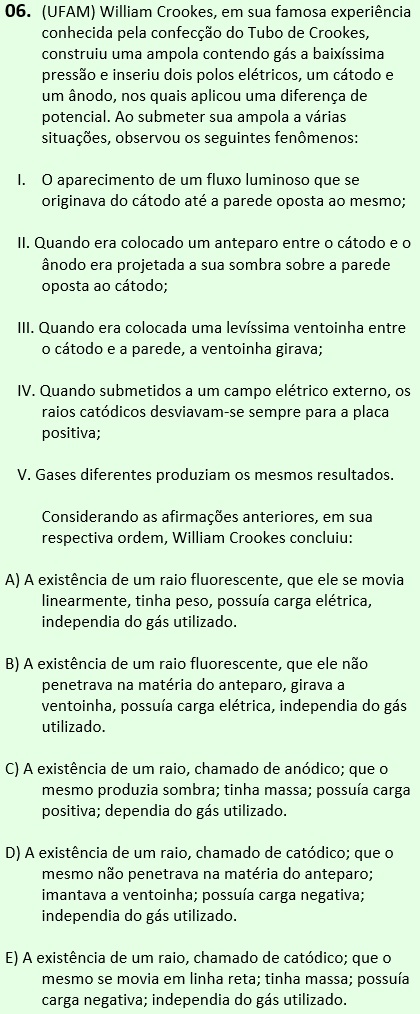 06. (UFAM) William Crookes, em sua famosa experiência
conhecida pela confecção do Tubo de Crookes,
construiu uma ampola contendo gás a baixíssima
pressão e inseriu dois polos elétricos, um cátodo e
um ânodo, nos quais aplicou uma diferença de
potencial. Ao submeter sua ampola a várias
situações, observou os seguintes fenômenos:
I. O aparecimento de um fluxo luminoso que se
originava do cátodo até a parede oposta ao mesmo;
II. Quando era colocado um anteparo entre o cátodo e o
ânodo era projetada a sua sombra sobre a parede
oposta ao cátodo;
III. Quando era colocada uma levíssima ventoinha entre
o cátodo e a parede, a ventoinha girava;
IV. Quando submetidos a um campo elétrico externo, os
raios catódicos desviavam-se sempre para a placa
positiva;
V. Gases diferentes produziam os mesmos resultados.
Considerando as afirmações anteriores, em sua
respectiva ordem, William Crookes concluiu:
A) A existência de um raio fluorescente, que ele se movia
linearmente, tinha peso, possuía carga elétrica,
independia do gás utilizado.
B) A existência de um raio fluorescente, que ele não
penetrava na matéria do anteparo, girava a
ventoinha, possuía carga elétrica, independia do gás
utilizado.
C) A existência de um raio, chamado de anódico; que o
mesmo produzia sombra; tinha massa; possuía carga
positiva; dependia do gás utilizado.
D) A existência de um raio, chamado de catódico; que o
mesmo não penetrava na matéria do anteparo;
imantava a ventoinha; possuía carga negativa;
independia do gás utilizado.
E) A existência de um raio, chamado de catódico; que o
mesmo se movia em linha reta; tinha massa; possuía
carga negativa; independia do gás utilizado.